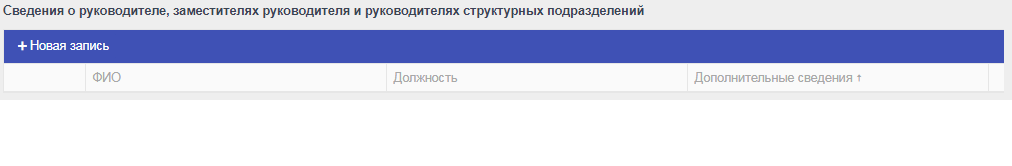 Сведения о руководителе, заместителях руководителя и руководителях структурных подразделений
+ Новая запись
ФИО Должность Дополнительные сведения ↑